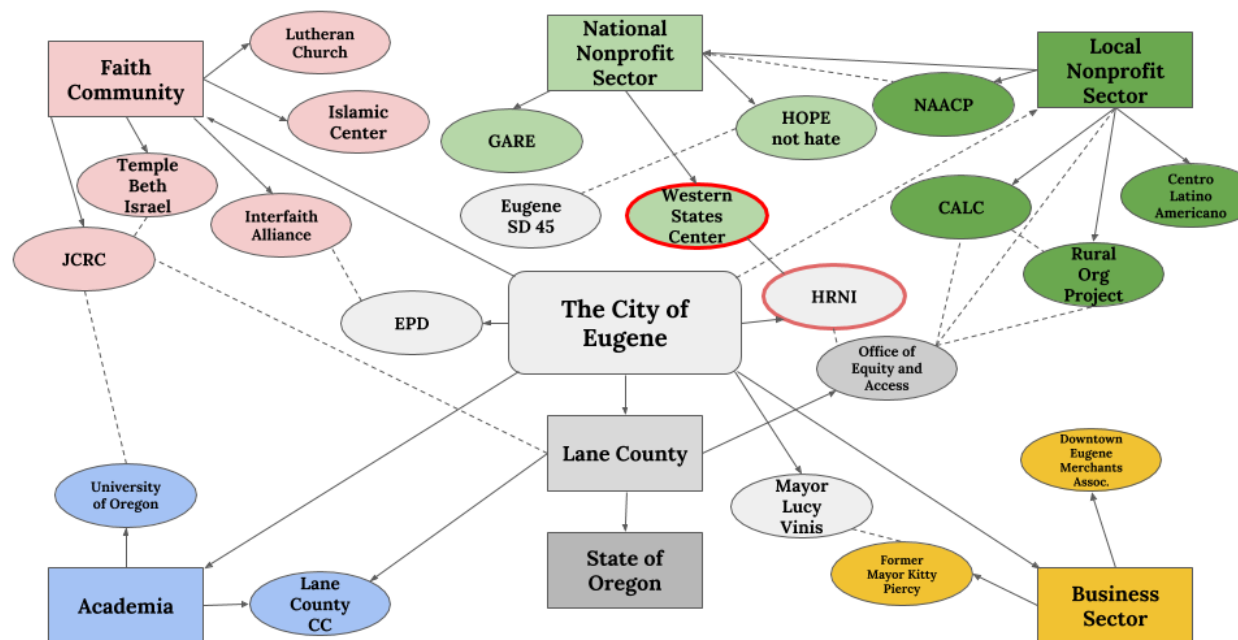 Lutheran
Church
Faith
Community
Islamic
Center
Temple
Beth
Israel
Interfaith
Alliance
JCRC
National
Nonprofit
Sector
GARE
HOPE
not hate
Eugene
SD 45
Western
States
Center
Local
Nonprofit
Sector
NAACP
CALC
Centro
Latino
Americano
Rural
Org
Project
EPD
The City of
Eugene
HRNI
Office of
Equity and
Access
Lane County
State of
Oregon
University
of Oregon
Academia
Lane
County
CC
Mayor
Lucy
Vinis
Former
Mayor Kitty
Piercy
Downtown
Eugene
Merchants
Assoc.
Business
Sector